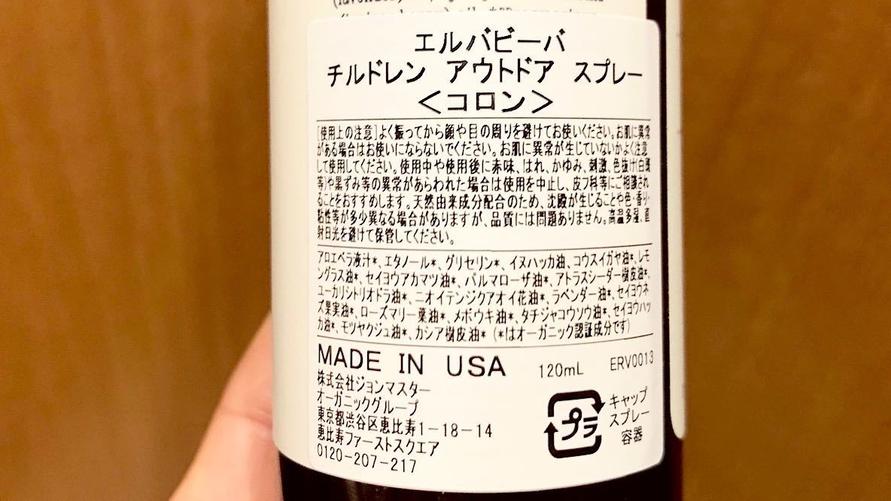 エルバビーバ
チルドレン アウトドア スプレー
＜コロン＞
[使用上の注意]よく振ってから顔や目の周りを避けてお使いください。お肌に異常
がある場合はお使いにならないでください。お肌に異常が生じていないかよく注意
して使用してください。使用中や使用後に赤味、はれ、かゆみ、刺激、色抜け(白斑
等)や黒ずみ等の異常があらわれた場合は使用を中止し、皮フ科等にご相談され
ることをおすすめします。天然由来成分配合のため、沈殿が生じることや色・香り・
粘性等が多少異なる場合がありますが、品質には問題ありません。高温多湿、直
射日光を避けて保管してください。
アロエベラ液汁*、エタノール*、グリセリン*、イヌハッカ油、コウスイガヤ油*、レモ
ングラス油*、セイヨウアカマツ油*、パルマローザ油*、アトラスシーダー樹皮油*、
ユーカリシトリオドラ油*、ニオイテンジクアオイ花油*、ラベンダー油*、セイヨウネ
ズ果実油*、ローズマリー葉油*、メボウキ油*、タチジャコウソウ油*、セイヨウハッ
カ油*、モツヤクジュ油*、カシア樹皮油* (*はオーガニック認証成分です)
MADE IN USA 120mL ERV0013
株式会社ジョンマスター
オーガニックグループ
東京都渋谷区恵比寿1-18-14
恵比寿ファーストスクエア
0120-207-217
プラ
キャップ
スプレー
容器